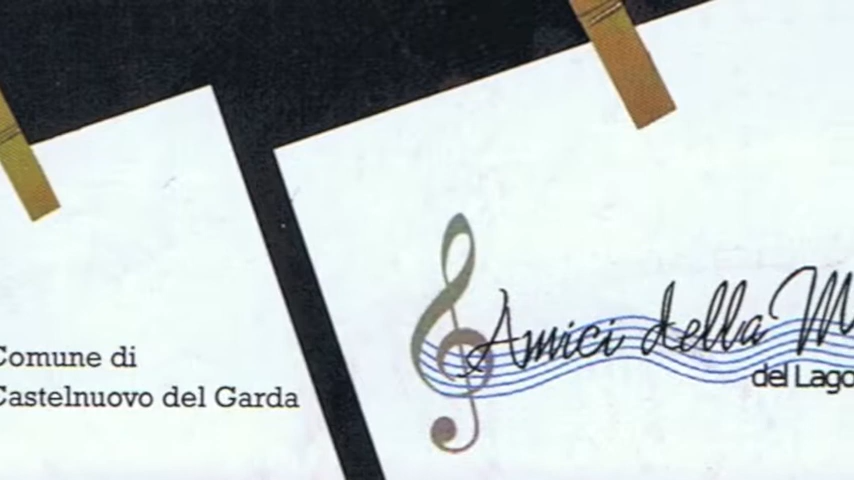 Comune di
Castelnuovo del Garda
Amici della M
del Lago